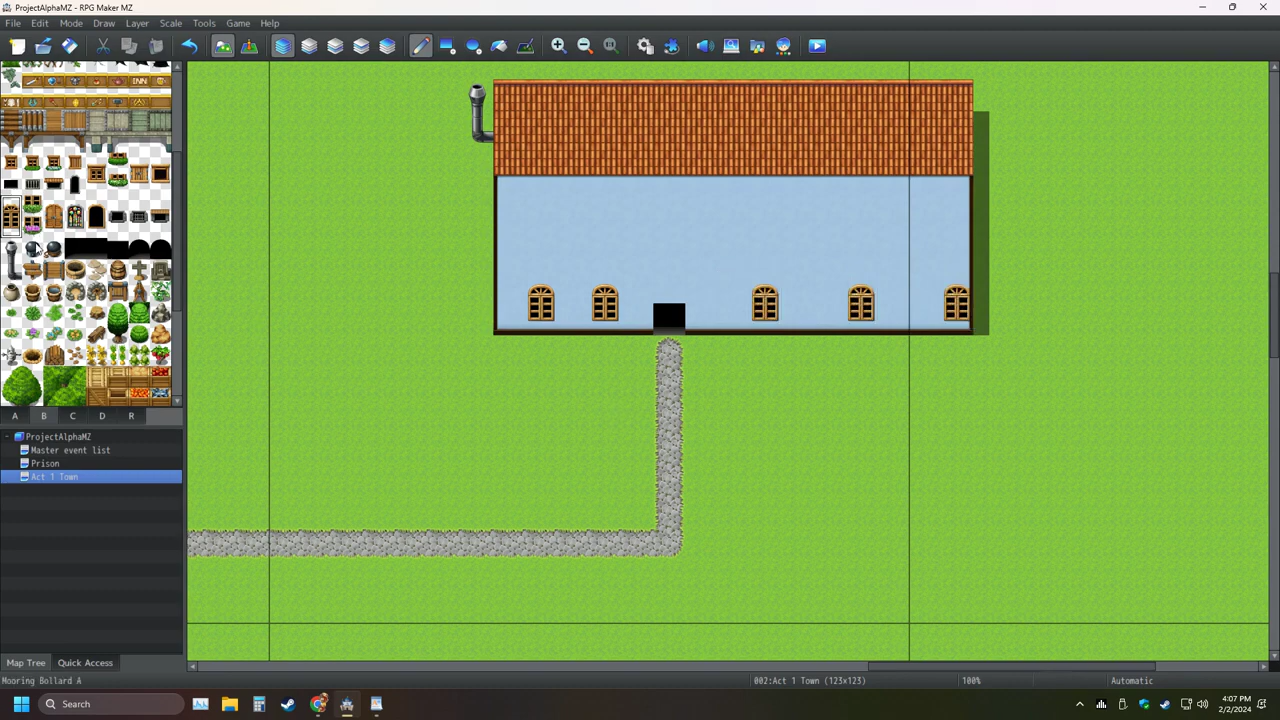 ProjectAlphaMZ - RPG Maker MZ
File Edit Mode Draw Layer Scale Tools Game Help
INN
A B C D R
ProjectAlphaMZ
Master event list
Prison
Act 1 Town
Map Tree Quick Access
Mooring Bollard A 002:Act 1 Town (123x123) 100% Automatic
Search 4:07 PM
2/2/2024